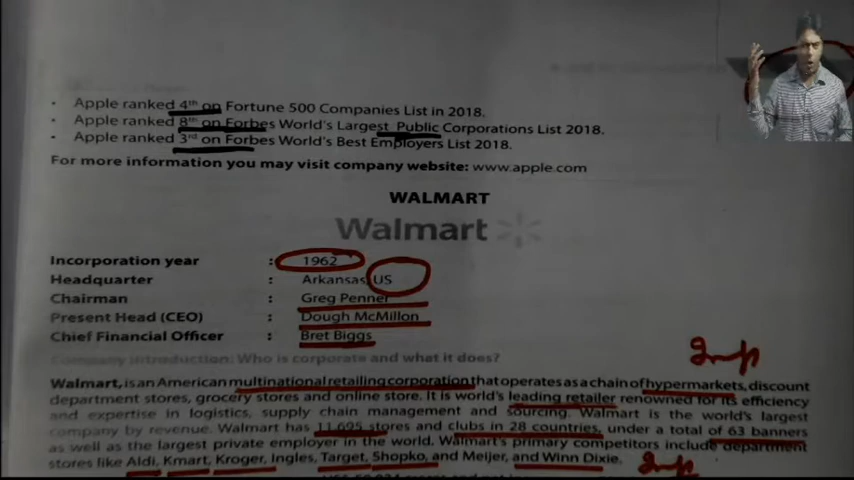 · Apple ranked 4th on Fortune 500 Companies List in 2018.
· Apple ranked 8th on Forbes World's Largest Public Corporations List 2018.
· Apple ranked 3rd on Forbes World's Best Employers List 2018.
For more information you may visit company website: www.apple.com
WALMART
Walmart
Incorporation year : 1962
Headquarter : Arkansas, US
Chairman : Greg Penner
Present Head (CEO) : Dough McMillon
Chief Financial Officer : Bret Biggs
Company introduction: Who is corporate and what it does?
Imp
Walmart, is an American multinational retailing corporation that operates as a chain of hypermarkets, discount
department stores, grocery stores and online store. It is world's leading retailer renowned for its efficiency
and expertise in logistics, supply chain management and sourcing. Walmart is the world's largest
company by revenue. Walmart has 11,695 stores and clubs in 28 countries, under a total of 63 banners
as well as the largest private employer in the world. Walmart's primary competitors include department
stores like Aldi, Kmart, Kroger, Ingles, Target, Shopko, and Meijer, and Winn Dixie.
Imp